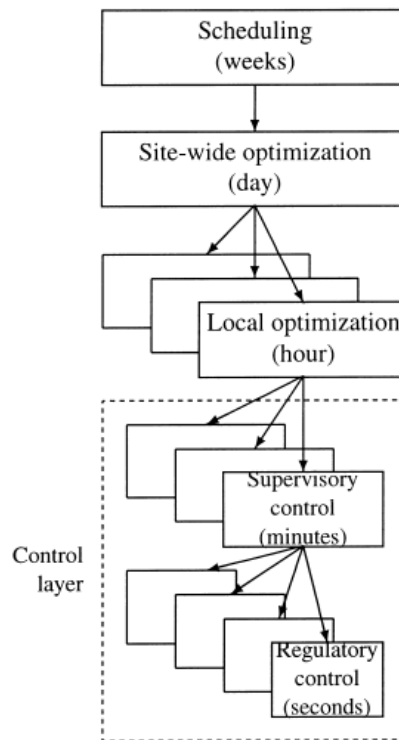 Scheduling
(weeks)
Site-wide optimization
(day)
Local optimization
(hour)
Supervisory
control
(minutes)
Control
layer
Regulatory
control
(seconds)